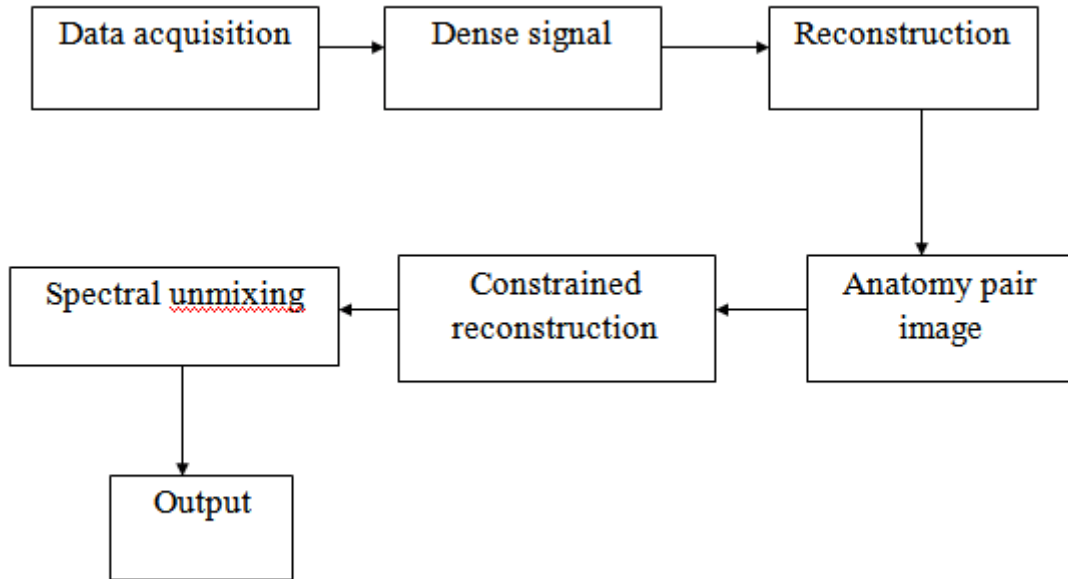 Data acquisition
Dense signal
Reconstruction
Anatomy pair
image
Constrained
reconstruction
Spectral unmixing
Output